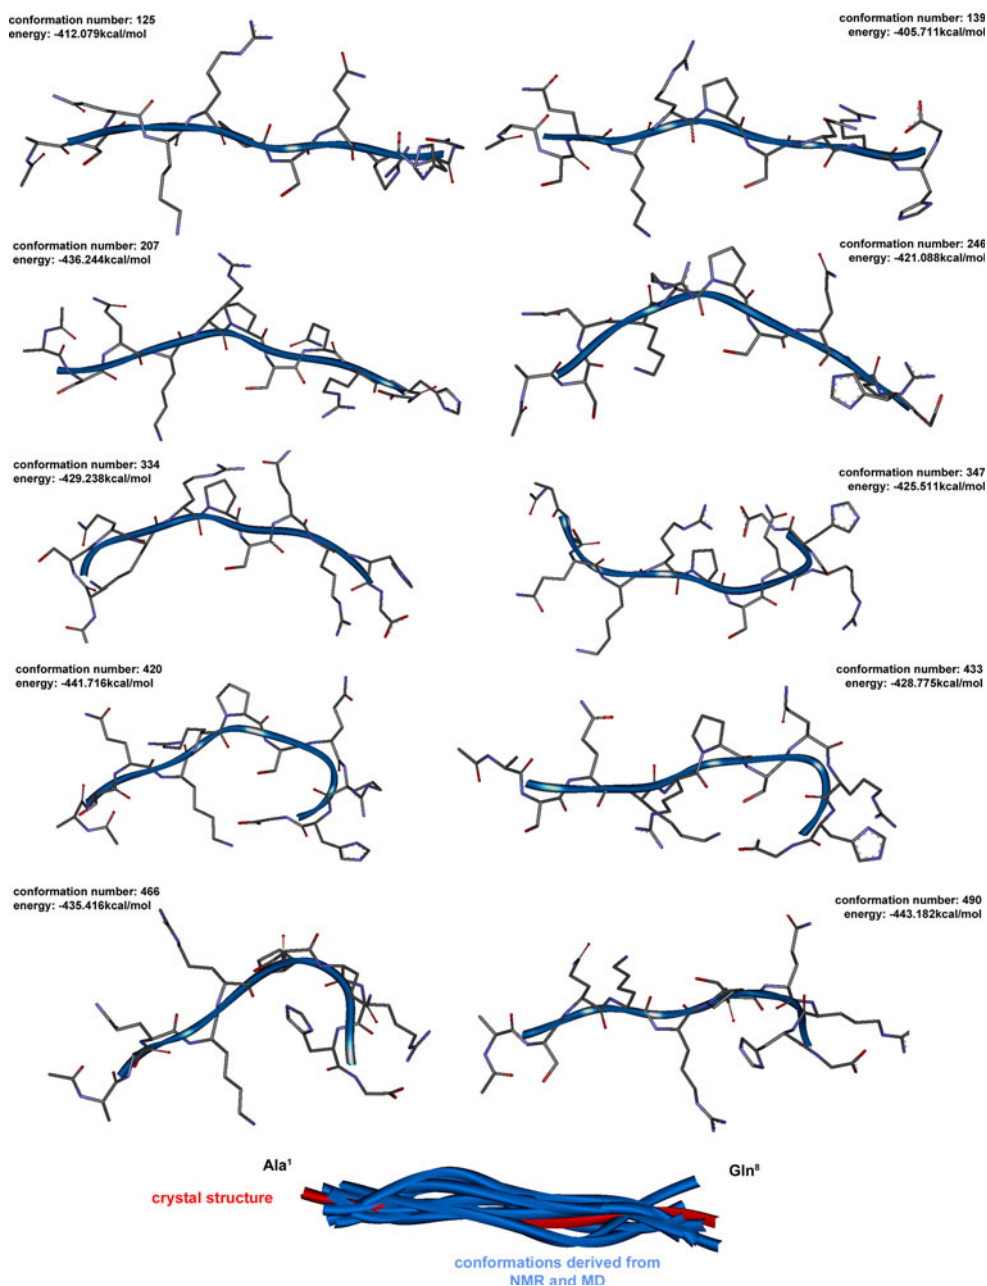 conformation number: 125
energy: -412.079kcal/mol
conformation number: 139
energy: -405.711kcal/mol
conformation number: 207
energy: -436.244kcal/mol
conformation number: 246
energy: -421.088kcal/mol
conformation number: 334
energy: -429.238kcal/mol
conformation number: 347
energy: -425.511kcal/mol
conformation number: 420
energy: -441.716kcal/mol
conformation number: 433
energy: -428.775kcal/mol
conformation number: 466
energy: -435.416kcal/mol
conformation number: 490
energy: -443.182kcal/mol
Ala¹
Gln⁸
crystal structure
conformations derived from
NMR and MD